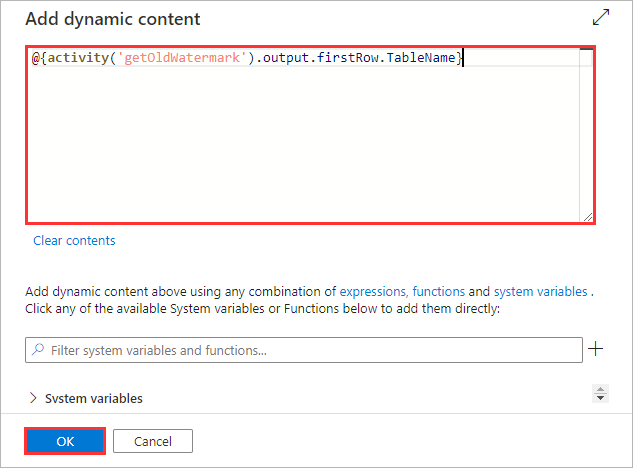 Add dynamic content
@{activity('getOldWatermark').output.firstRow.TableName}
Clear contents
Add dynamic content above using any combination of expressions, functions and system variables .
Click any of the available System variables or Functions below to add them directly:
Filter system variables and functions...
System variables
OK
Cancel